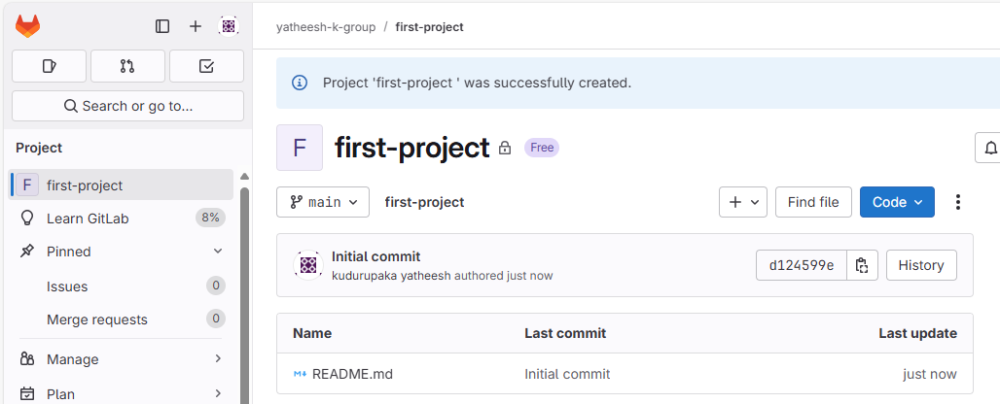 yatheesh-k-group / first-project
Search or go to...
Project 'first-project ' was successfully created.
Project
F
first-project
Free
F first-project
Learn GitLab 8%
Pinned
Issues 0
Merge requests 0
Manage
Plan
main
first-project
Find file
Code
Initial commit
kudurupaka yatheesh authored just now
d124599e
History
Name Last commit Last update
README.md Initial commit just now